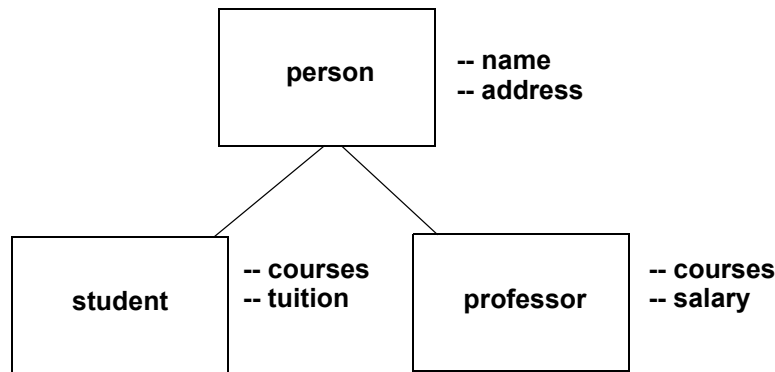 person
-- name
-- address
student
-- courses
-- tuition
professor
-- courses
-- salary